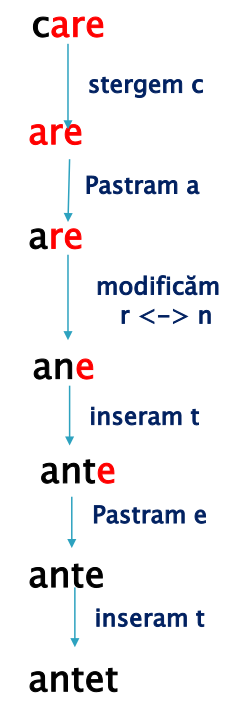 care
stergem c
are
Pastram a
are
modificăm
r <-> n
ane
inseram t
ante
Pastram e
ante
inseram t
antet